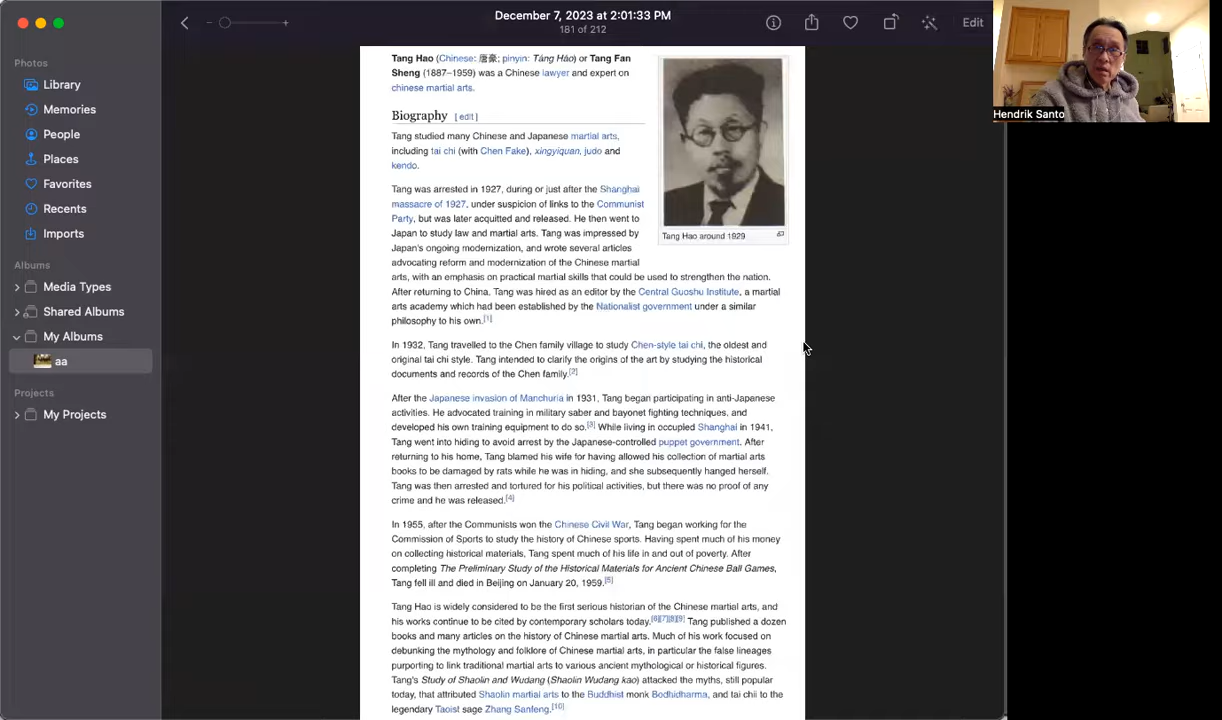 December 7, 2023 at 2:01:33 PM
181 of 212
Edit
Photos
Library
Memories
People
Places
Favorites
Recents
Imports
Albums
Media Types
Shared Albums
My Albums
aa
Projects
My Projects
Tang Hao (Chinese: 唐豪; pinyin: Táng Háo) or Tang Fan
Sheng (1887–1959) was a Chinese lawyer and expert on
chinese martial arts.
Biography [ edit ]
Tang studied many Chinese and Japanese martial arts,
including tai chi (with Chen Fake), xingyiquan, judo and
kendo.
Tang was arrested in 1927, during or just after the Shanghai
massacre of 1927, under suspicion of links to the Communist
Party, but was later acquitted and released. He then went to
Japan to study law and martial arts. Tang was impressed by
Japan's ongoing modernization, and wrote several articles
advocating reform and modernization of the Chinese martial
arts, with an emphasis on practical martial skills that could be used to strengthen the nation.
After returning to China, Tang was hired as an editor by the Central Guoshu Institute, a martial
arts academy which had been established by the Nationalist government under a similar
philosophy to his own.[1]
Tang Hao around 1929
In 1932, Tang travelled to the Chen family village to study Chen-style tai chi, the oldest and
original tai chi style. Tang intended to clarify the origins of the art by studying the historical
documents and records of the Chen family.[2]
After the Japanese invasion of Manchuria in 1931, Tang began participating in anti-Japanese
activities. He advocated training in military saber and bayonet fighting techniques, and
developed his own training equipment to do so.[3] While living in occupied Shanghai in 1941,
Tang went into hiding to avoid arrest by the Japanese-controlled puppet government. After
returning to his home, Tang blamed his wife for having allowed his collection of martial arts
books to be damaged by rats while he was in hiding, and she subsequently hanged herself.
Tang was then arrested and tortured for his political activities, but there was no proof of any
crime and he was released.[4]
In 1955, after the Communists won the Chinese Civil War, Tang began working for the
Commission of Sports to study the history of Chinese sports. Having spent much of his money
on collecting historical materials, Tang spent much of his life in and out of poverty. After
completing The Preliminary Study of the Historical Materials for Ancient Chinese Ball Games,
Tang fell ill and died in Beijing on January 20, 1959.[5]
Tang Hao is widely considered to be the first serious historian of the Chinese martial arts, and
his works continue to be cited by contemporary scholars today.[6][7][8][9] Tang published a dozen
books and many articles on the history of Chinese martial arts. Much of his work focused on
debunking the mythology and folklore of Chinese martial arts, in particular the false lineages
purporting to link traditional martial arts to various ancient mythological or historical figures.
Tang's Study of Shaolin and Wudang (Shaolin Wudang kao) attacked the myths, still popular
today, that attributed Shaolin martial arts to the Buddhist monk Bodhidharma, and tai chi to the
legendary Taoist sage Zhang Sanfeng.[10]
Hendrik Santo